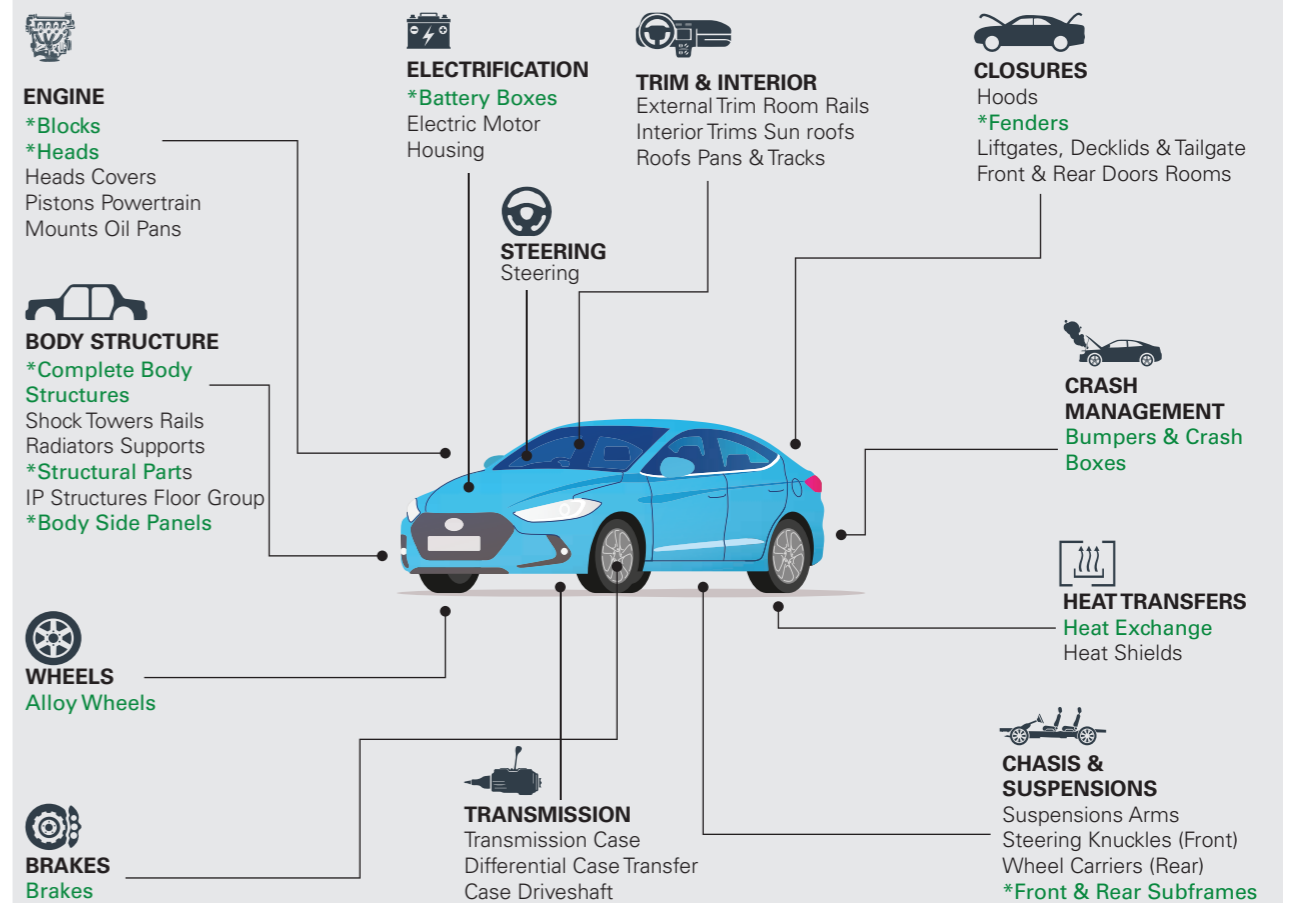 ENGINE
*Blocks
*Heads
Heads Covers
Pistons Powertrain
Mounts Oil Pans
ELECTRIFICATION
*Battery Boxes
Electric Motor
Housing
TRIM & INTERIOR
External Trim Room Rails
Interior Trims Sun roofs
Roofs Pans & Tracks
CLOSURES
Hoods
*Fenders
Liftgates, Decklids & Tailgate
Front & Rear Doors Rooms
STEERING
Steering
BODY STRUCTURE
*Complete Body
Structures
Shock Towers Rails
Radiators Supports
*Structural Parts
IP Structures Floor Group
*Body Side Panels
CRASH
MANAGEMENT
Bumpers & Crash
Boxes
HEAT TRANSFERS
Heat Exchange
Heat Shields
WHEELS
Alloy Wheels
CHASIS &
SUSPENSIONS
Suspensions Arms
Steering Knuckles (Front)
Wheel Carriers (Rear)
*Front & Rear Subframes
TRANSMISSION
Transmission Case
Differential Case Transfer
Case Driveshaft
BRAKES
Brakes